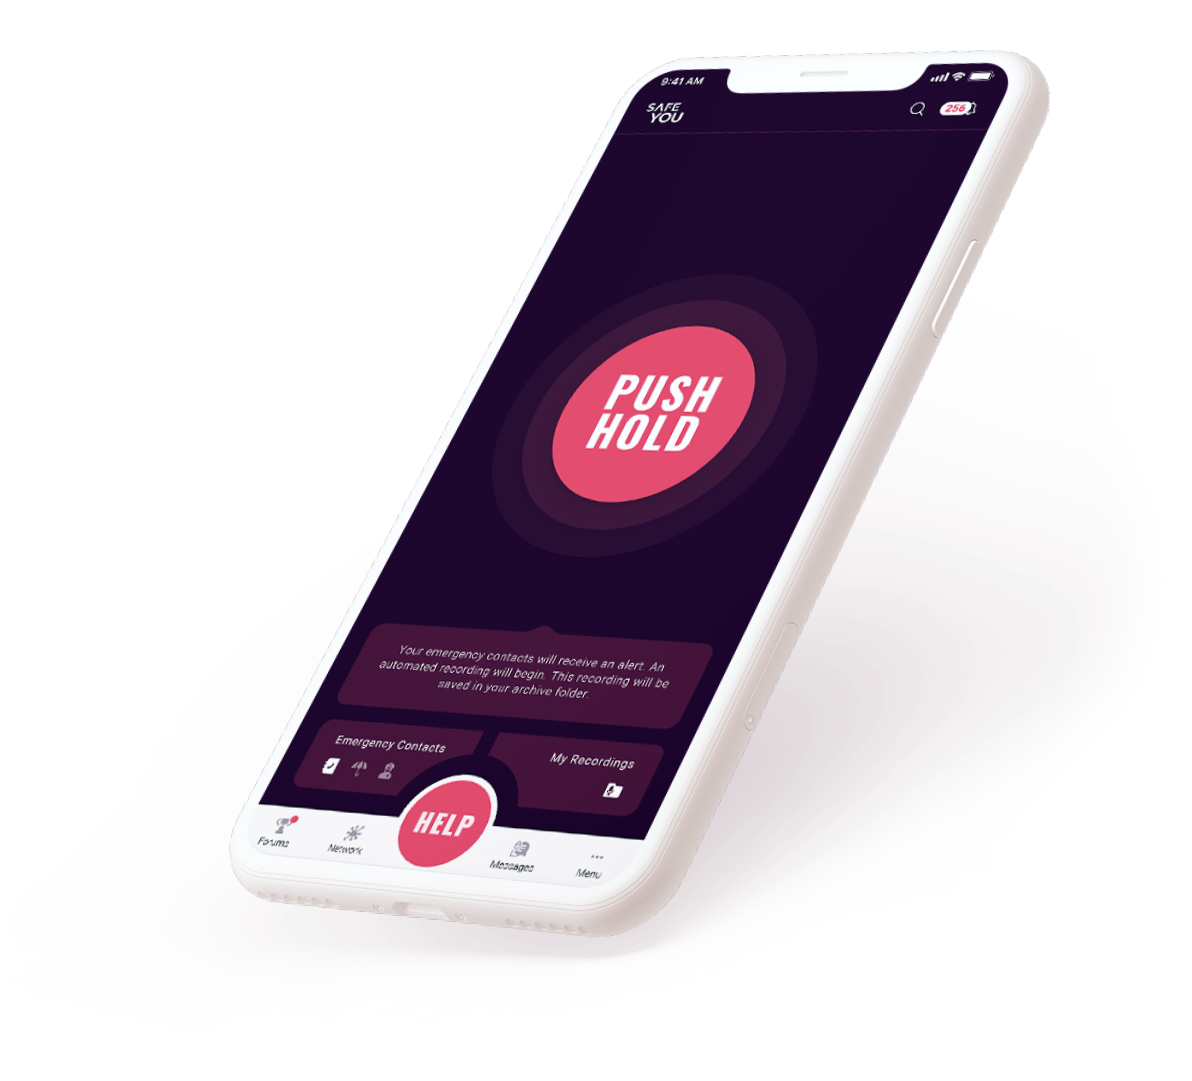 9:41 AM
SAFE
YOU
256
PUSH
HOLD
Your emergency contacts will receive an alert. An
automated recording will begin. This recording will be
saved in your archive folder.
Emergency Contacts
My Recordings
HELP
Forums
Network
Messages
Menu